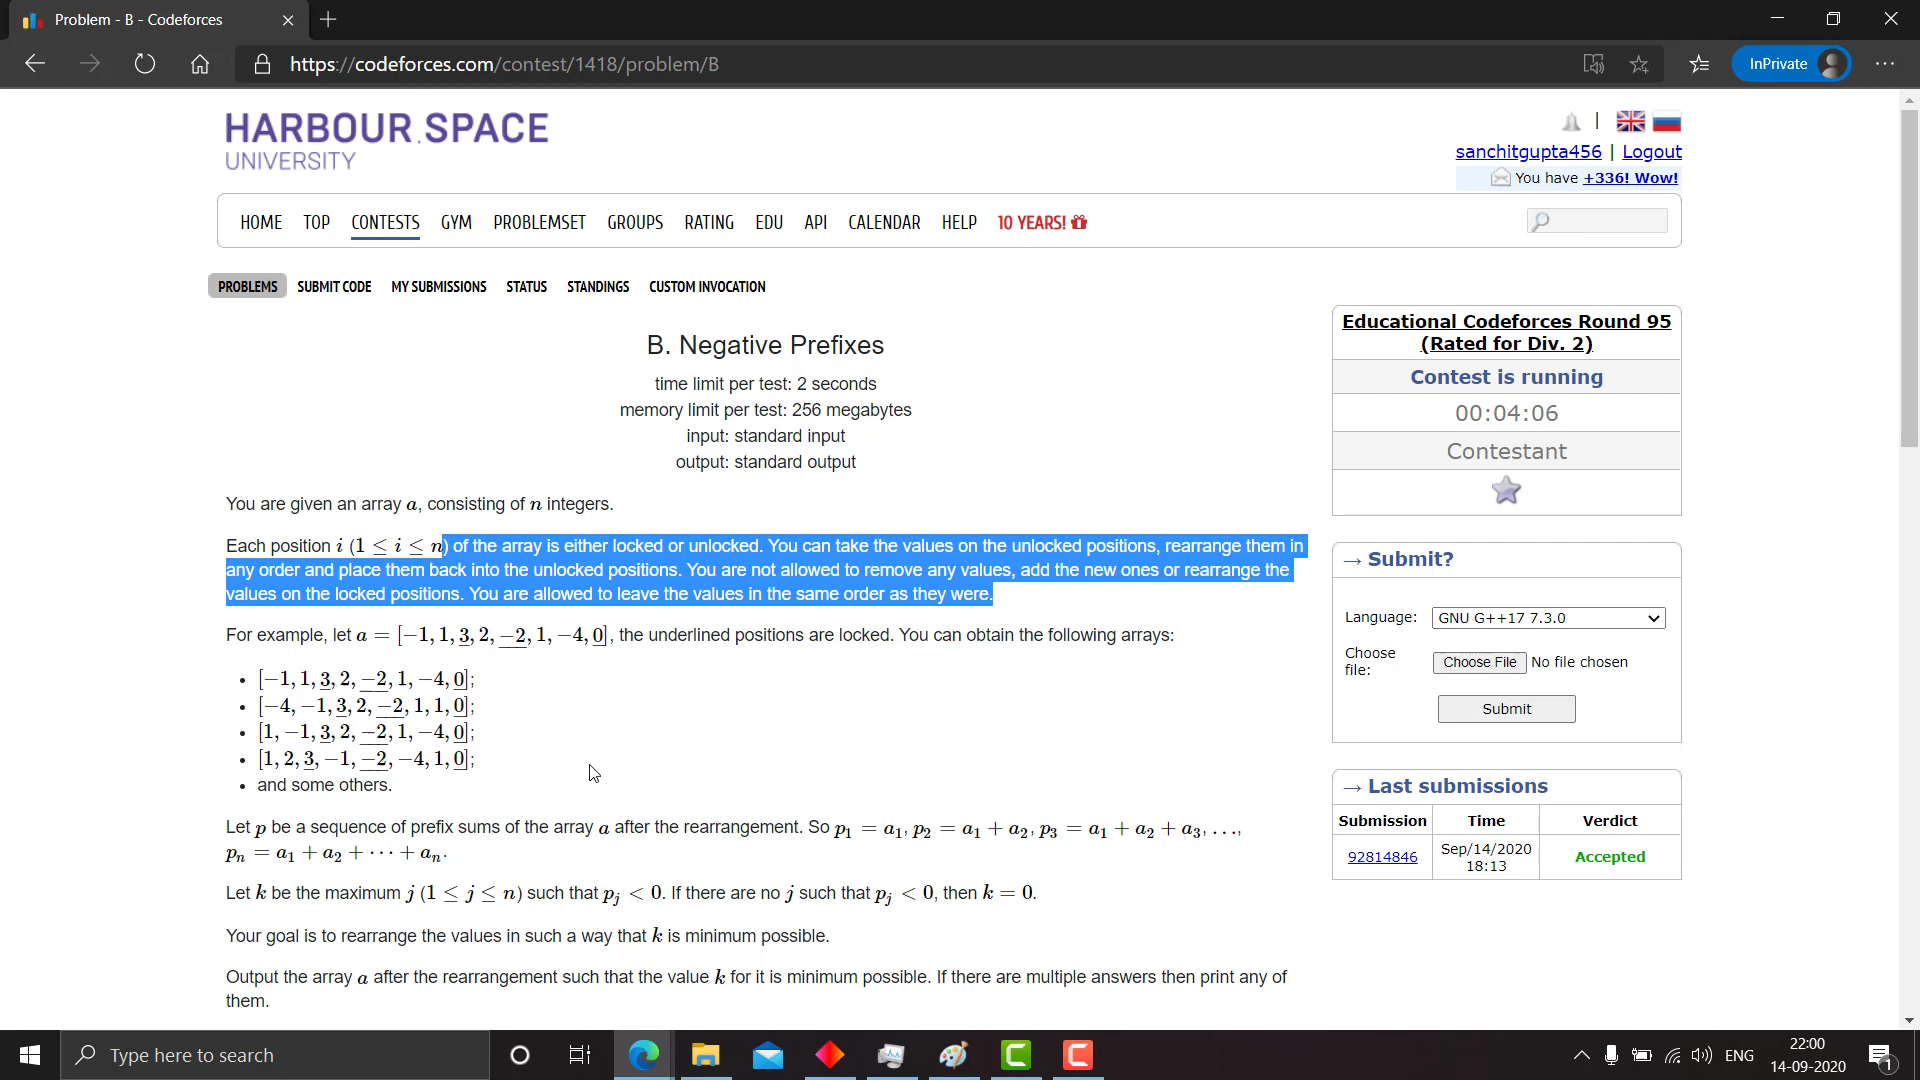 Problem - B - Codeforces
https://codeforces.com/contest/1418/problem/B
InPrivate
HARBOUR.SPACE
UNIVERSITY
sanchitgupta456 | Logout
You have +336! Wow!
HOME TOP CONTESTS GYM PROBLEMSET GROUPS RATING EDU API CALENDAR HELP 10 YEARS!
PROBLEMS SUBMIT CODE MY SUBMISSIONS STATUS STANDINGS CUSTOM INVOCATION
B. Negative Prefixes
time limit per test: 2 seconds
memory limit per test: 256 megabytes
input: standard input
output: standard output
You are given an array a, consisting of n integers.
Each position i (1 ≤ i ≤ n) of the array is either locked or unlocked. You can take the values on the unlocked positions, rearrange them in
any order and place them back into the unlocked positions. You are not allowed to remove any values, add the new ones or rearrange the
values on the locked positions. You are allowed to leave the values in the same order as they were.
For example, let a = [−1, 1, 3, 2, −2, 1, −4, 0], the underlined positions are locked. You can obtain the following arrays:
• [−1, 1, 3, 2, −2, 1, −4, 0];
• [−4, −1, 3, 2, −2, 1, 1, 0];
• [1, −1, 3, 2, −2, 1, −4, 0];
• [1, 2, 3, −1, −2, −4, 1, 0];
• and some others.
Let p be a sequence of prefix sums of the array a after the rearrangement. So p₁ = a₁, p₂ = a₁ + a₂, p₃ = a₁ + a₂ + a₃, …,
pₙ = a₁ + a₂ + ⋯ + aₙ.
Let k be the maximum j (1 ≤ j ≤ n) such that pⱼ < 0. If there are no j such that pⱼ < 0, then k = 0.
Your goal is to rearrange the values in such a way that k is minimum possible.
Output the array a after the rearrangement such that the value k for it is minimum possible. If there are multiple answers then print any of
them.
Educational Codeforces Round 95
(Rated for Div. 2)
Contest is running
00:04:06
Contestant
→ Submit?
Language: GNU G++17 7.3.0
Choose
file: Choose File No file chosen
Submit
→ Last submissions
Submission Time Verdict
92814846 Sep/14/2020
18:13 Accepted
Type here to search
ENG
22:00
14-09-2020
1